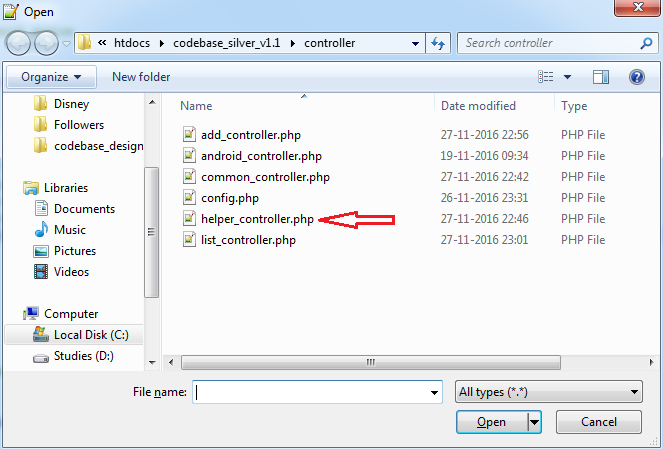 Open
« htdocs ▸ codebase_silver_v1.1 ▸ controller
Search controller
Organize
New folder
Name Date modified Type
Disney
Followers
codebase_design
Libraries
Documents
Music
Pictures
Videos
Computer
Local Disk (C:)
Studies (D:)
add_controller.php 27-11-2016 22:56 PHP File
android_controller.php 19-11-2016 09:34 PHP File
common_controller.php 27-11-2016 22:42 PHP File
config.php 26-11-2016 23:31 PHP File
helper_controller.php 27-11-2016 22:46 PHP File
list_controller.php 27-11-2016 23:01 PHP File
File name:
All types (*.*)
Open
Cancel